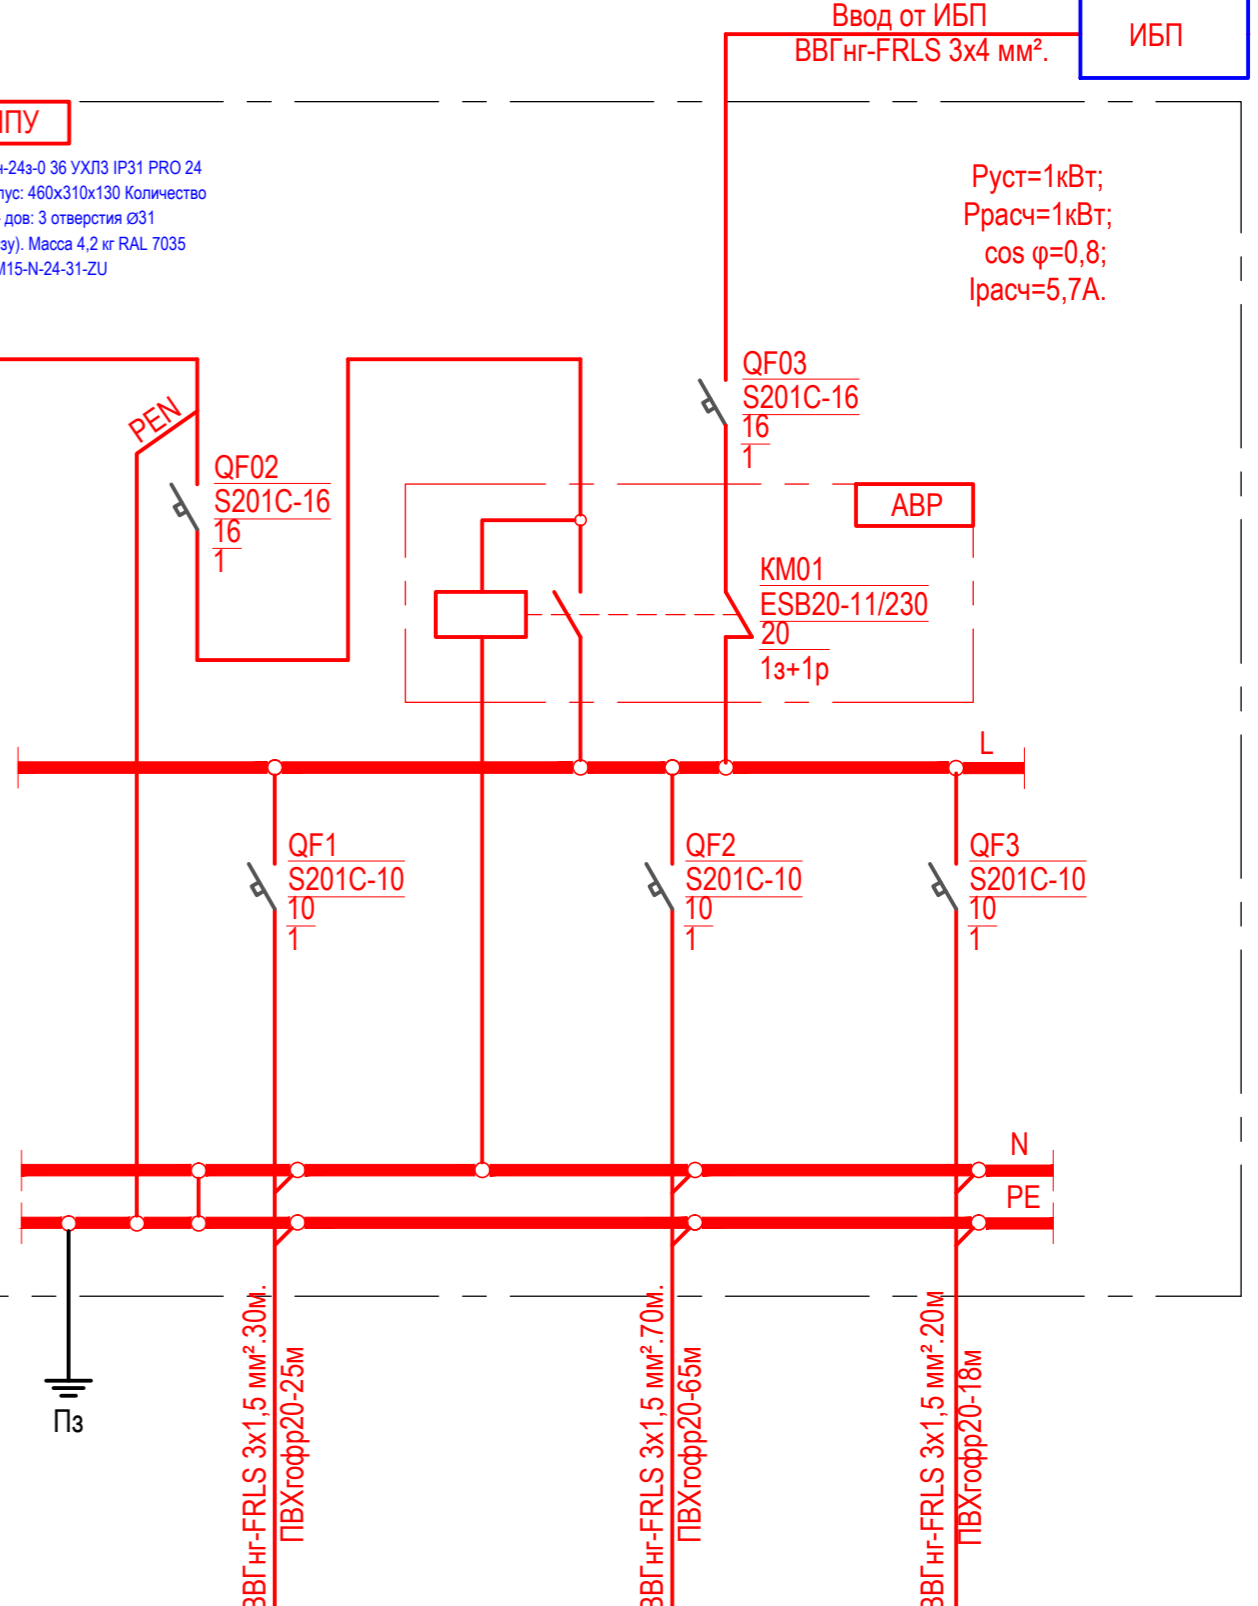 Ввод от ИБП
ВВГнг-FRLS 3х4 мм².
ИБП
ППУ
н-24з-0 36 УХЛ3 IP31 PRO 24
пус: 460х310х130 Количество
дов: 3 отверстия Ø31
зу). Масса 4,2 кг RAL 7035
М15-N-24-31-ZU
Pуст=1кВт;
Pрасч=1кВт;
cos φ=0,8;
Iрасч=5,7А.
PEN
QF02
S201C-16
16
1
QF03
S201C-16
16
1
АВР
КМ01
ESB20-11/230
20
1з+1р
L
QF1
S201C-10
10
1
QF2
S201C-10
10
1
QF3
S201C-10
10
1
N
PE
Пз
ВВГнг-FRLS 3х1,5 мм².30м.
ПВХгофр20-25м
ВВГнг-FRLS 3х1,5 мм².70м.
ПВХгофр20-65м
ВВГнг-FRLS 3х1,5 мм².20м
ПВХгофр20-18м